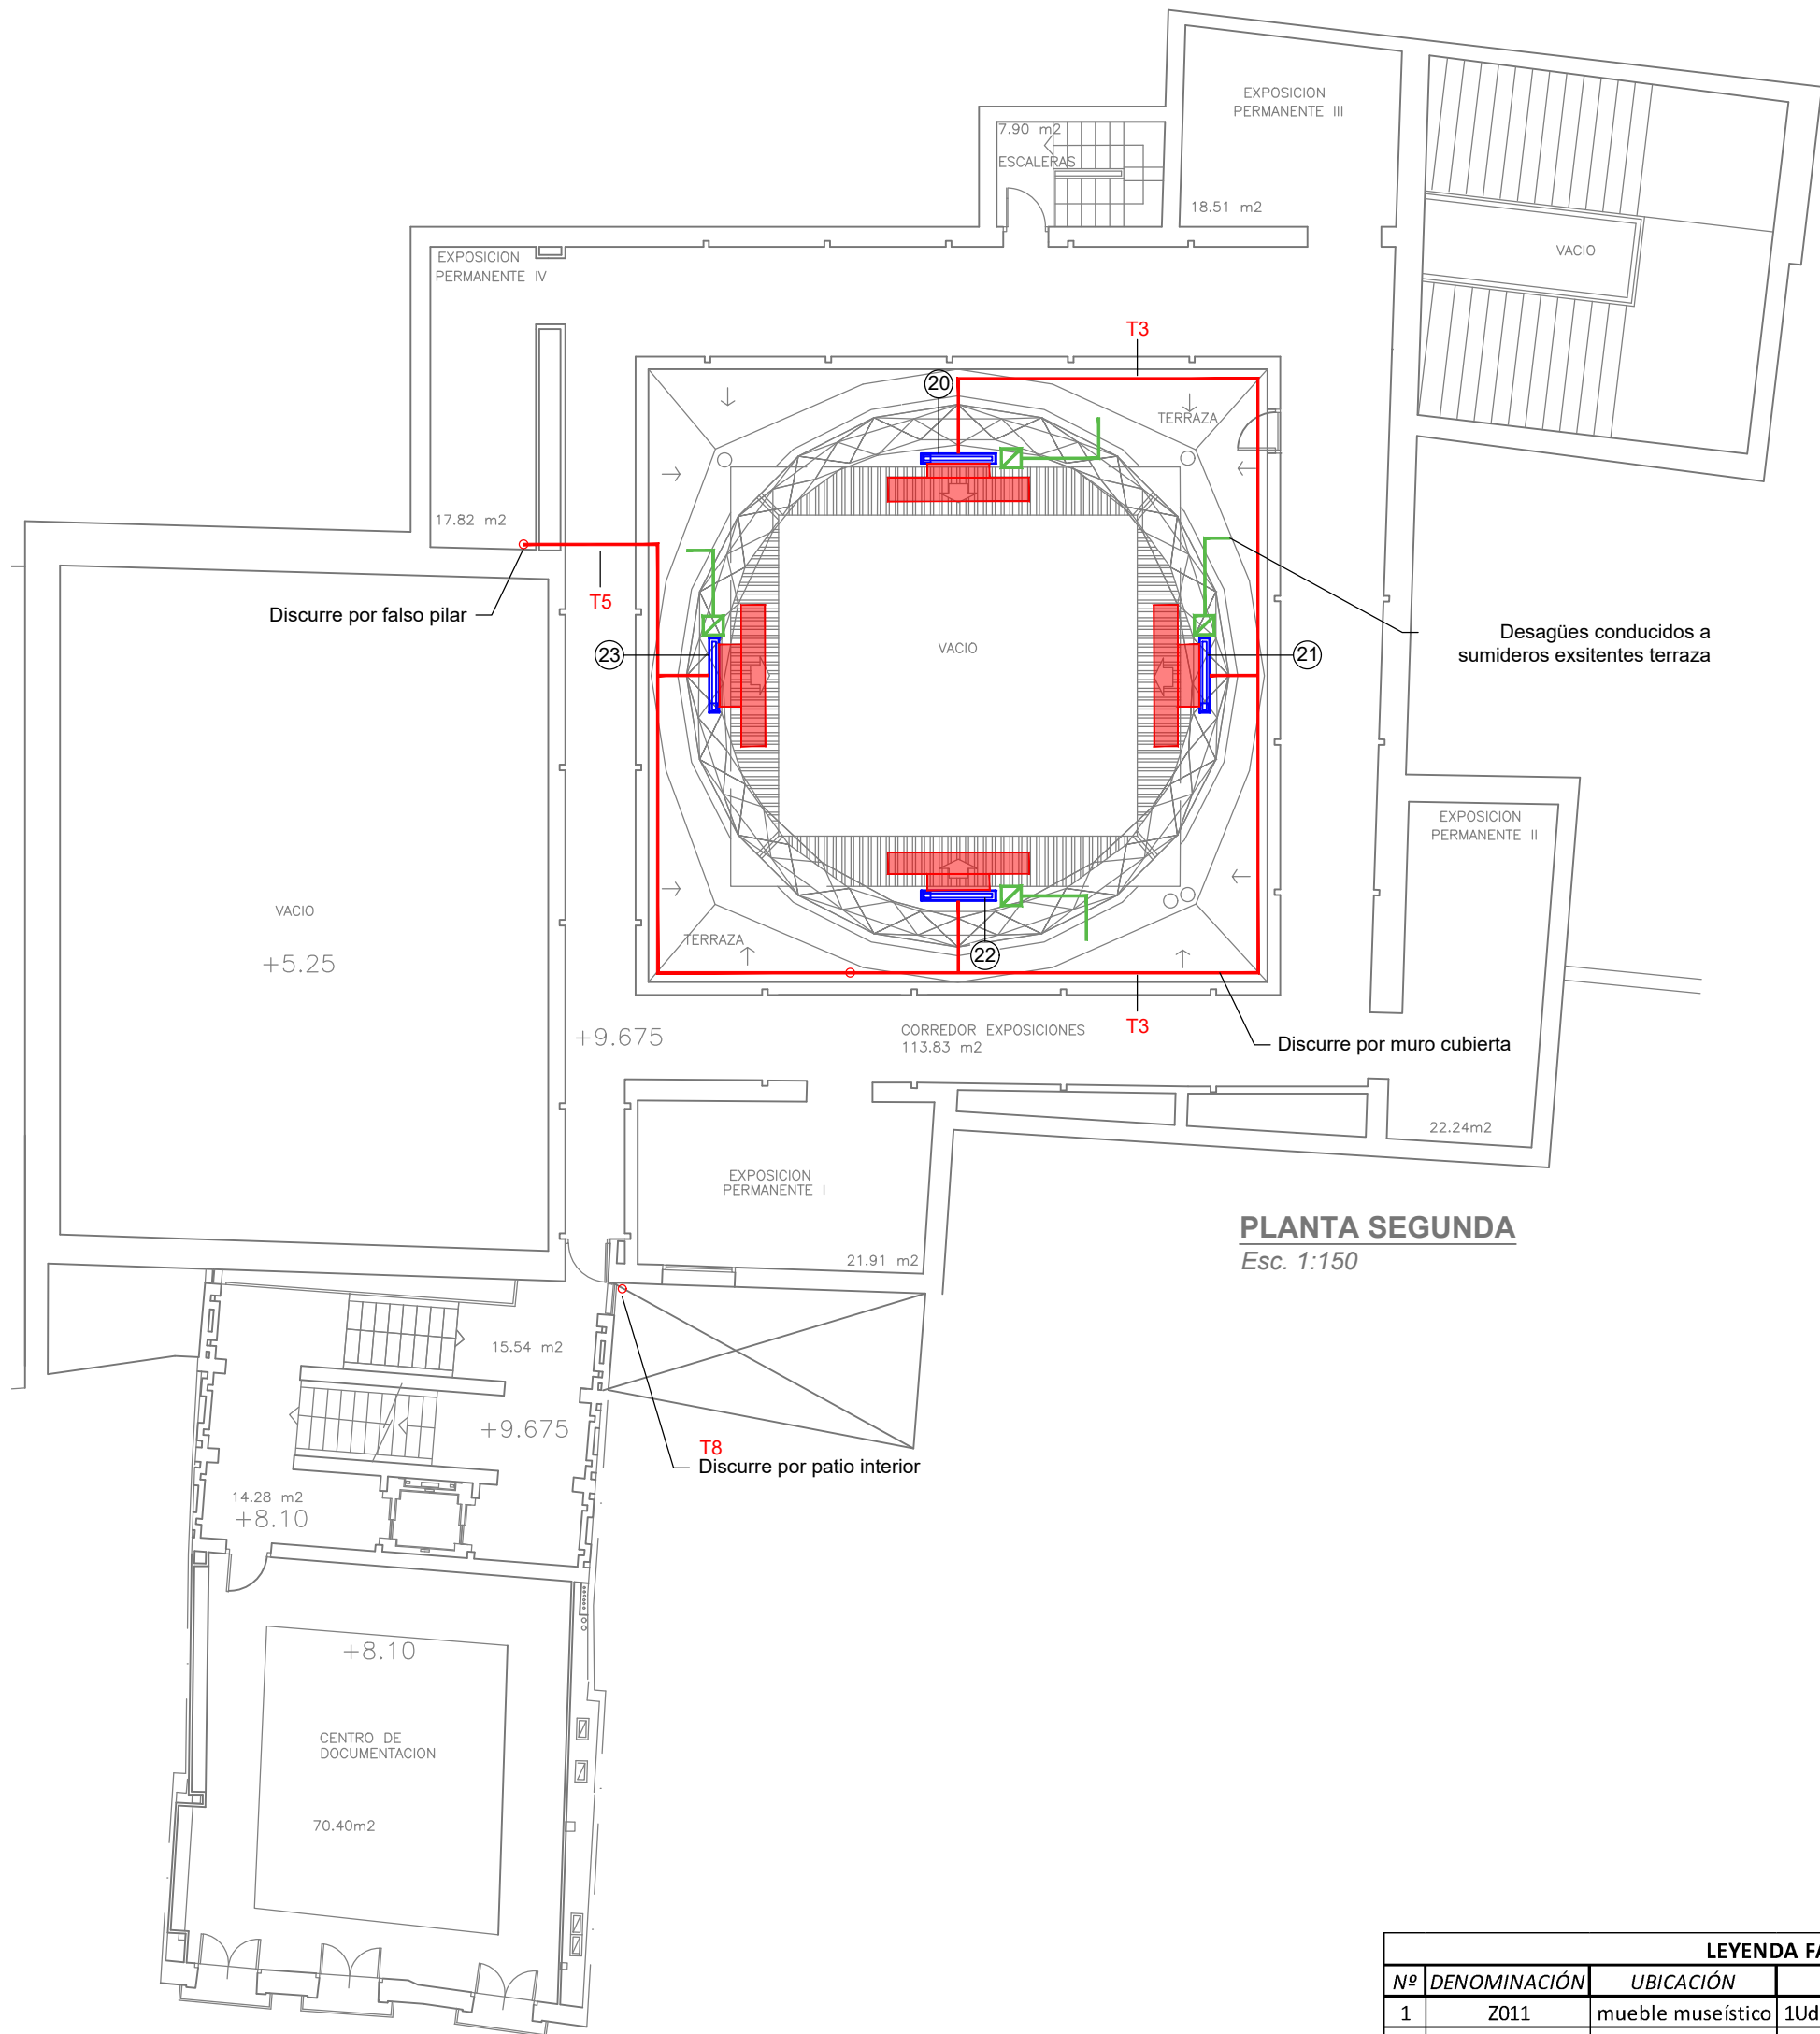 EXPOSICION
PERMANENTE III
7.90 m2
ESCALERAS
18.51 m2
VACIO
EXPOSICION
PERMANENTE IV
T3
20
TERRAZA
17.82 m2
T5
Discurre por falso pilar
23
VACIO
21
Desagües conducidos a
sumideros exsitentes terraza
EXPOSICION
PERMANENTE II
VACIO
+5.25
TERRAZA
22
+9.675
CORREDOR EXPOSICIONES
113.83 m2
T3
Discurre por muro cubierta
22.24m2
EXPOSICION
PERMANENTE I
21.91 m2
PLANTA SEGUNDA
Esc. 1:150
15.54 m2
+9.675
T8
Discurre por patio interior
14.28 m2
+8.10
+8.10
CENTRO DE
DOCUMENTACION
70.40m2
LEYENDA FA
Nº DENOMINACIÓN UBICACIÓN
1 Z011 mueble museístico 1Ud